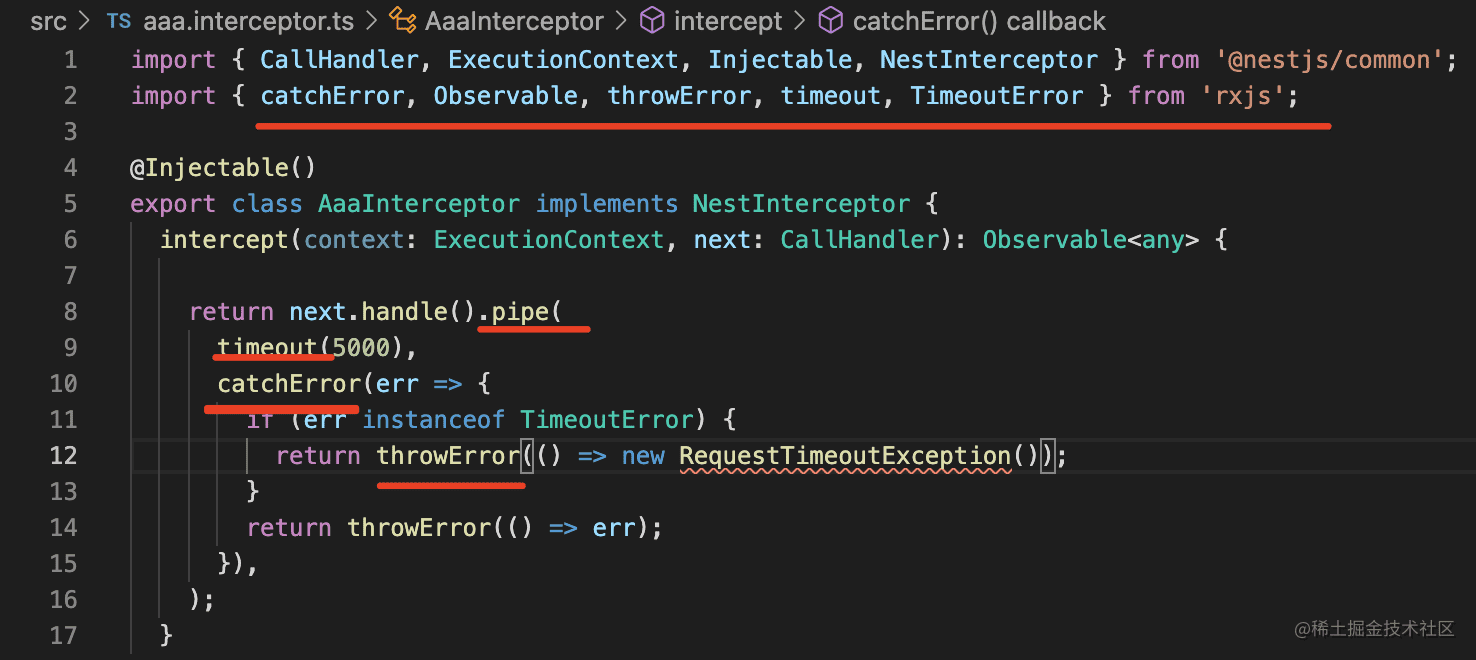 src > TS aaa.interceptor.ts > AaaInterceptor > intercept > catchError() callback
1 import { CallHandler, ExecutionContext, Injectable, NestInterceptor } from '@nestjs/common';
2 import { catchError, Observable, throwError, timeout, TimeoutError } from 'rxjs';
3
4 @Injectable()
5 export class AaaInterceptor implements NestInterceptor {
6 intercept(context: ExecutionContext, next: CallHandler): Observable<any> {
7
8 return next.handle().pipe(
9 timeout(5000),
10 catchError(err => {
11 if (err instanceof TimeoutError) {
12 return throwError(() => new RequestTimeoutException());
13 }
14 return throwError(() => err);
15 }),
16 );
17 }
@稀土掘金技术社区